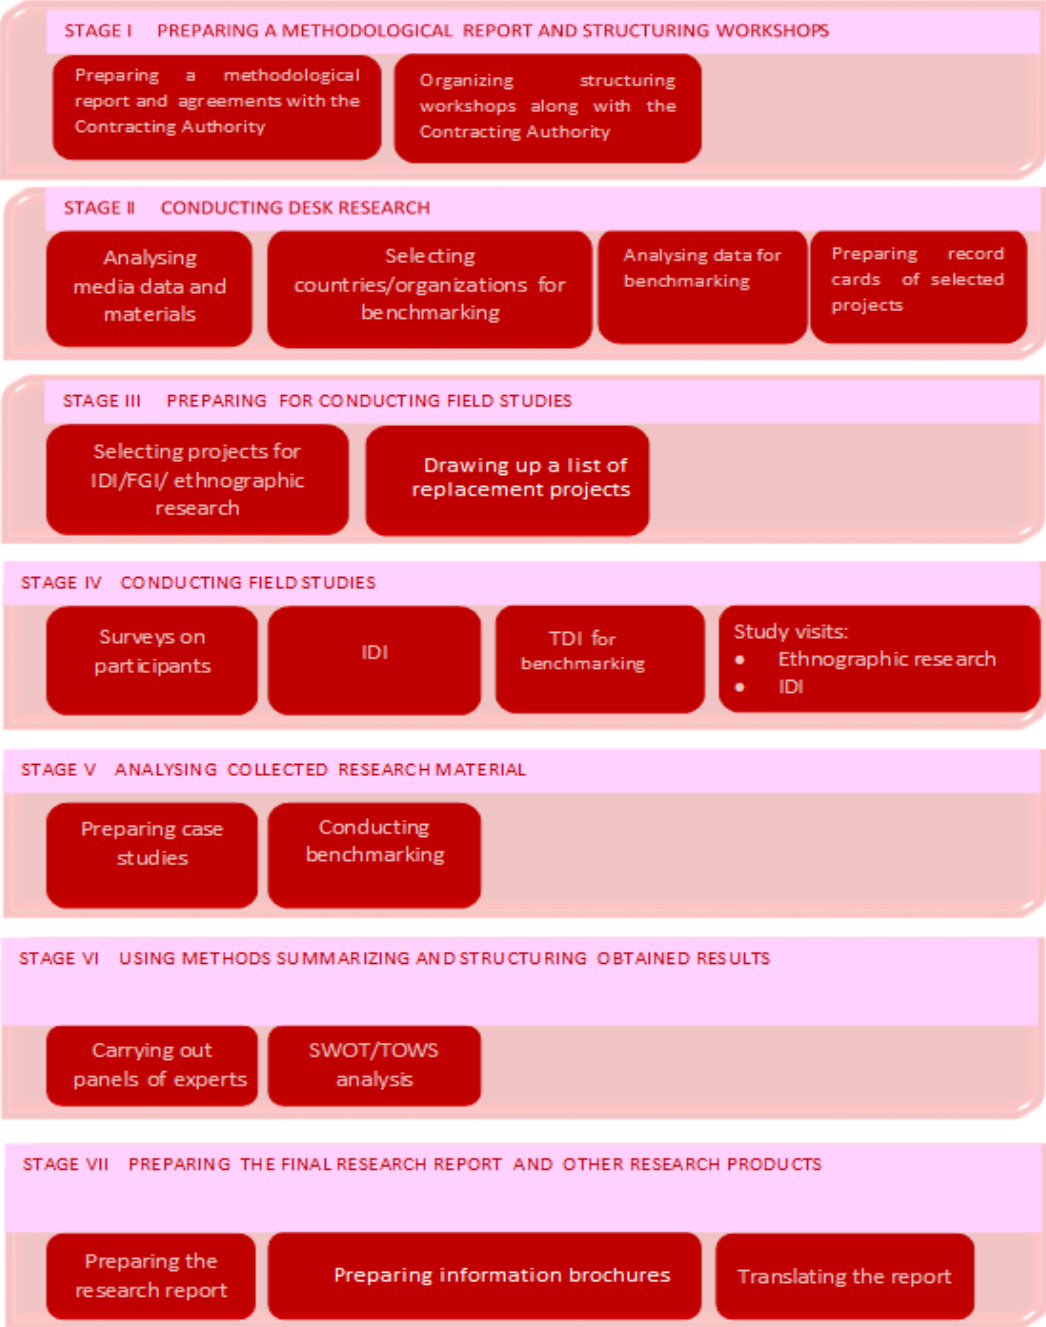 STAGE I PREPARING A METHODOLOGICAL REPORT AND STRUCTURING WORKSHOPS
Preparing a methodological
report and agreements with the
Contracting Authority
Organizing structuring
workshops along with the
Contracting Authority
STAGE II CONDUCTING DESK RESEARCH
Analysing
media data and
materials
Selecting
countries/organizations for
benchmarking
Analysing data for
benchmarking
Preparing record
cards of selected
projects
STAGE III PREPARING FOR CONDUCTING FIELD STUDIES
Selecting projects for
IDI/FGI/ ethnographic
research
Drawing up a list of
replacement projects
STAGE IV CONDUCTING FIELD STUDIES
Surveys on
participants
IDI
TDI for
benchmarking
Study visits:
• Ethnographic research
• IDI
STAGE V ANALYSING COLLECTED RESEARCH MATERIAL
Preparing case
studies
Conducting
benchmarking
STAGE VI USING METHODS SUMMARIZING AND STRUCTURING OBTAINED RESULTS
Carrying out
panels of experts
SWOT/TOWS
analysis
STAGE VII PREPARING THE FINAL RESEARCH REPORT AND OTHER RESEARCH PRODUCTS
Preparing the
research report
Preparing information brochures
Translating the report